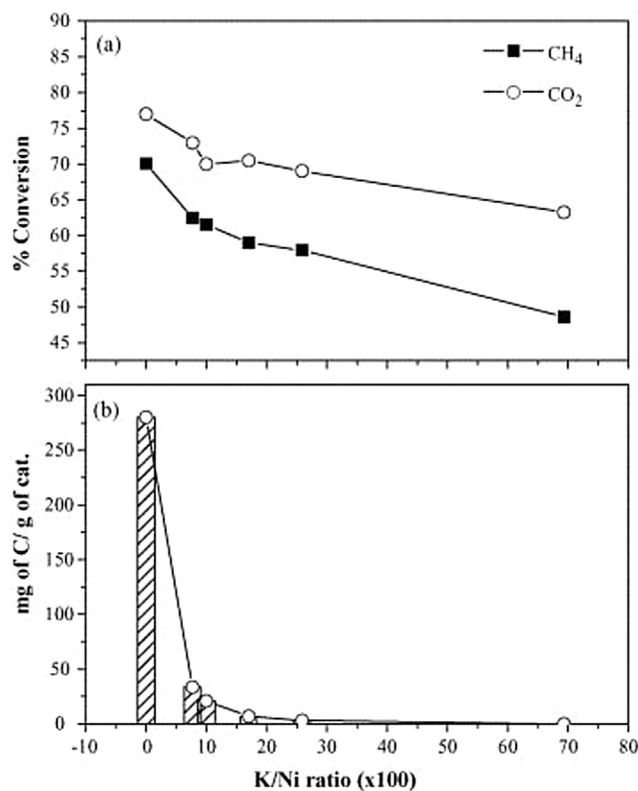 90
(a)
CH₄
85
CO₂
80
75
70
65
60
55
50
45
% Conversion
300
(b)
250
200
150
100
50
0
mg of C/ g of cat.
-10 0 10 20 30 40 50 60 70 80
K/Ni ratio (x100)